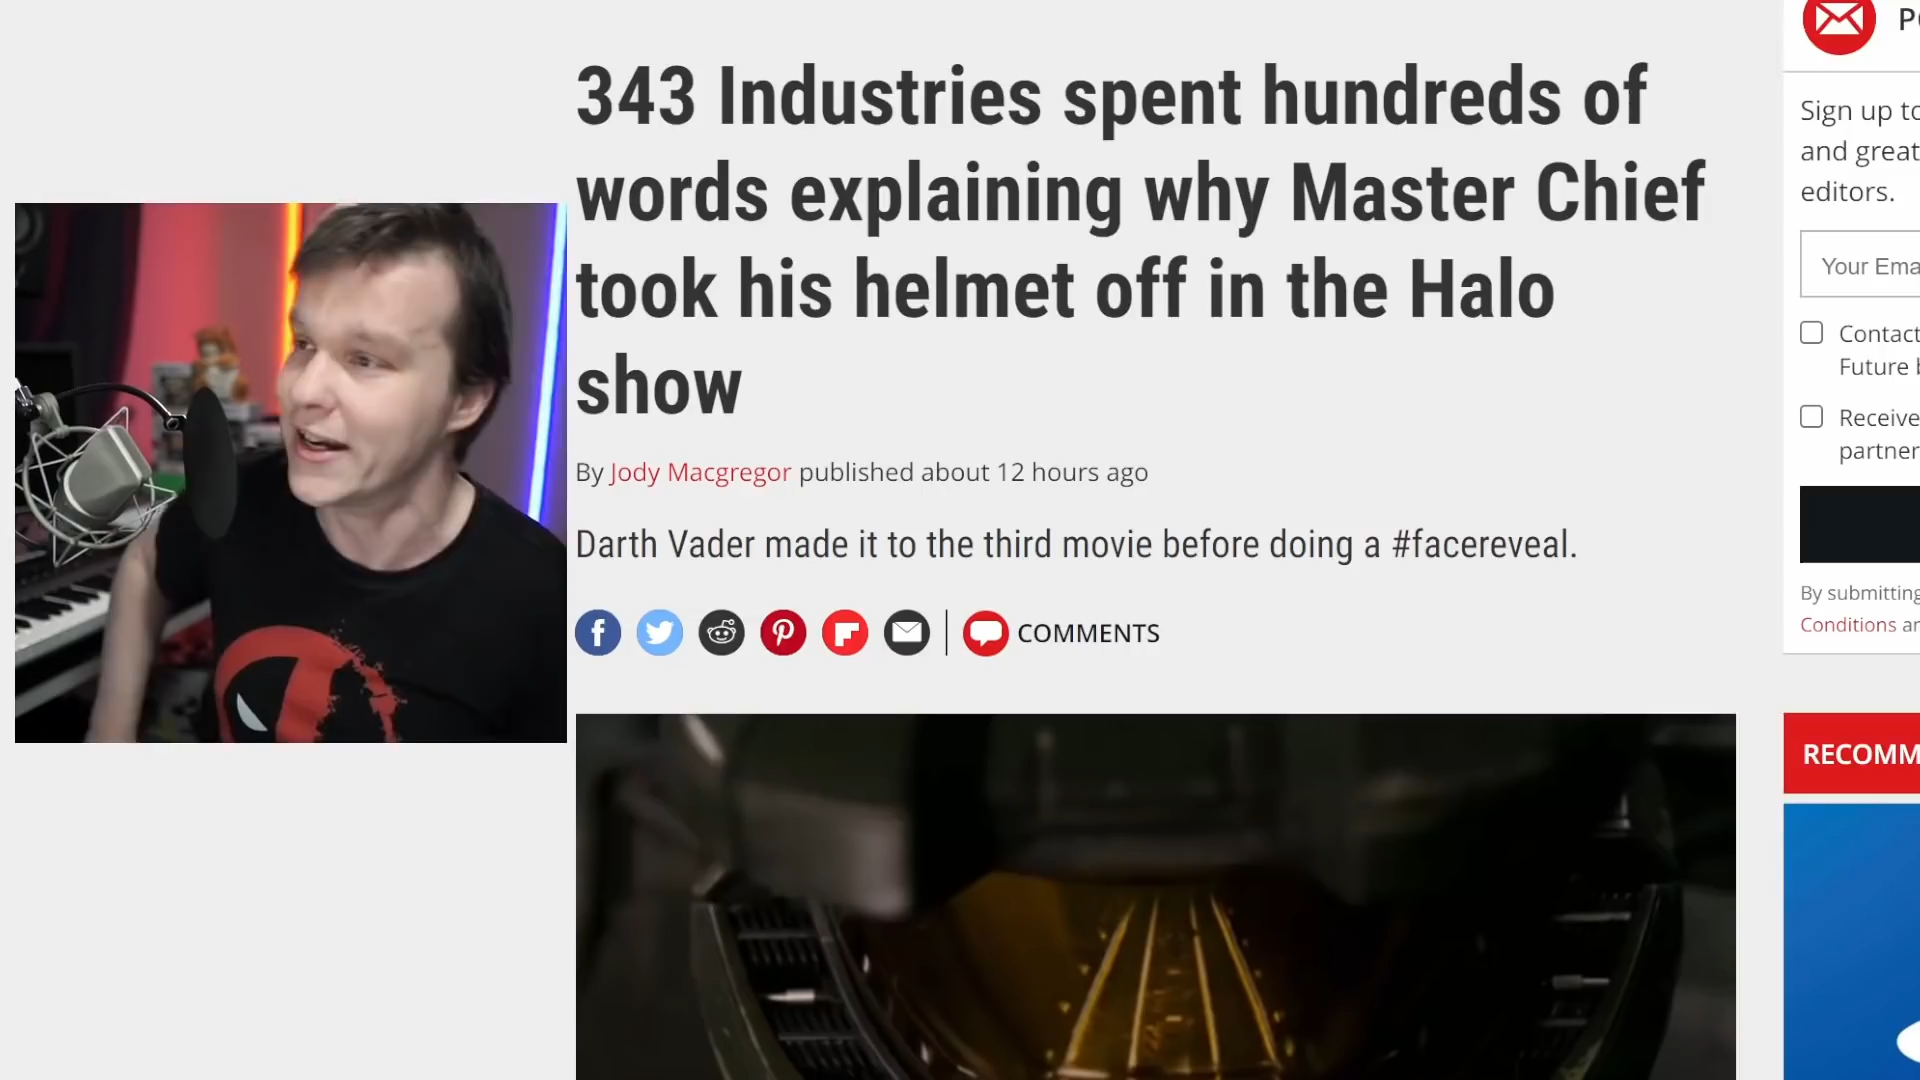 343 Industries spent hundreds of
words explaining why Master Chief
took his helmet off in the Halo
show
By Jody Macgregor published about 12 hours ago
Darth Vader made it to the third movie before doing a #facereveal.
COMMENTS
Sign up to
and great
editors.
Your Ema
Contact
Future b
Receive
partner
By submitting
Conditions an
RECOMM